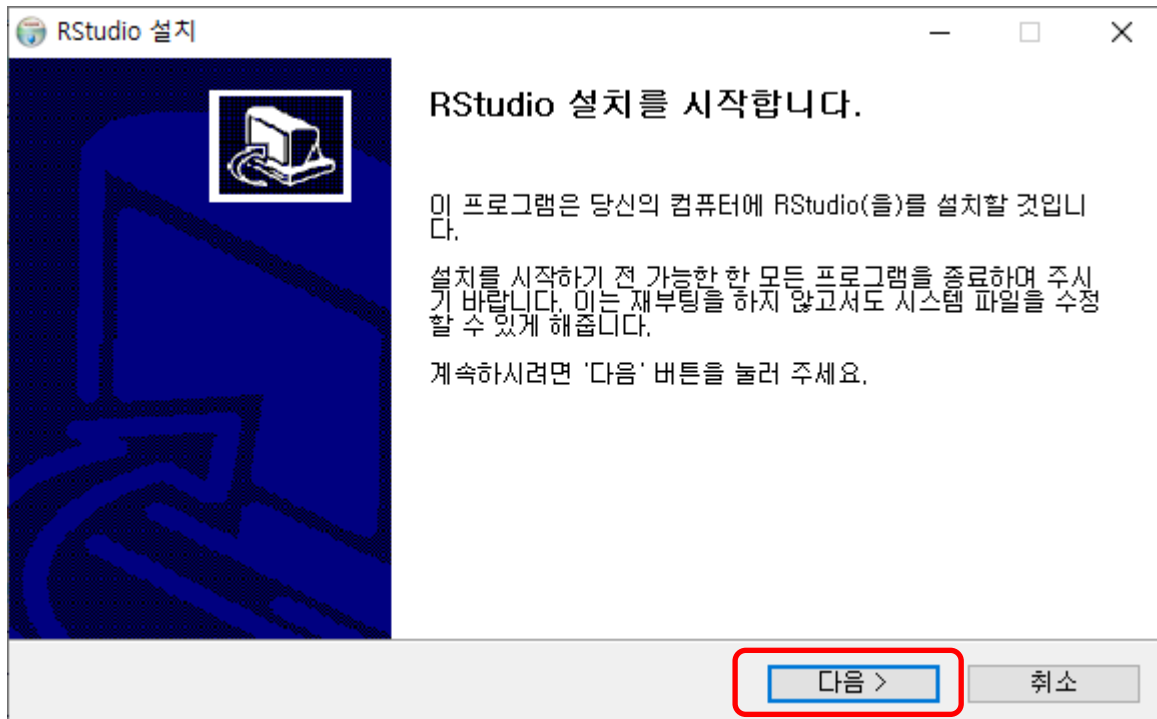 RStudio 설치
RStudio 설치를 시작합니다.
이 프로그램은 당신의 컴퓨터에 RStudio(을)를 설치할 것입니
다.
설치를 시작하기 전 가능한 한 모든 프로그램을 종료하여 주시
기 바랍니다. 이는 재부팅을 하지 않고서도 시스템 파일을 수정
할 수 있게 해줍니다.
계속하시려면 '다음' 버튼을 눌러 주세요.
다음 >
취소